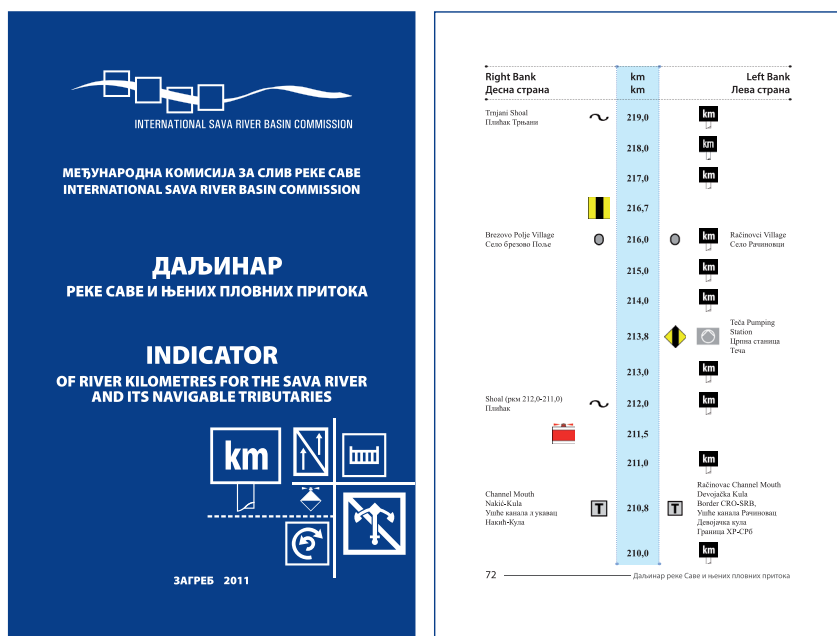 INTERNATIONAL SAVA RIVER BASIN COMMISSION
МЕЂУНАРОДНА КОМИСИЈА ЗА СЛИВ РЕКЕ САВЕ
INTERNATIONAL SAVA RIVER BASIN COMMISSION
ДАЉИНАР
РЕКЕ САВЕ И ЊЕНИХ ПЛОВНИХ ПРИТОКА
INDICATOR
OF RIVER KILOMETRES FOR THE SAVA RIVER
AND ITS NAVIGABLE TRIBUTARIES
km
ЗАГРЕБ 2011
Right Bank km Left Bank
Десна страна km Лева страна
Trnjani Shoal
Плићак Трњани
219,0 km
218,0 km
217,0 km
216,7
Brezovo Polje Village
Село брезово Поље
216,0 km
Račinovci Village
Село Рачиновци
215,0 km
214,0 km
213,8
Teča Pumping
Station
Црпна станица
Теча
213,0 km
Shoal (ркм 212,0-211,0)
Плићак
212,0 km
211,5
211,0 km
Channel Mouth
Nakić-Kula
Ушће канала лукавац
Накић-Кула
T 210,8 T
Račinovac Channel Mouth
Devojačka Kula
Border CRO-SRB,
Ушће канала Рачиновац
Девојачка кула
Граница ХР-СРб
210,0 km
72 Даљинар реке Саве и њених пловних притока